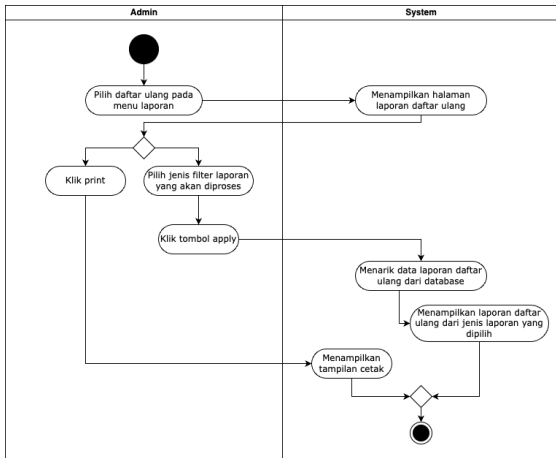 Admin
System
Pilih daftar ulang pada
menu laporan
Menampilkan halaman
laporan daftar ulang
Klik print
Pilih jenis filter laporan
yang akan diproses
Klik tombol apply
Menarik data laporan daftar
ulang dari database
Menampilkan laporan daftar
ulang dari jenis laporan yang
dipilih
Menampilkan
tampilan cetak